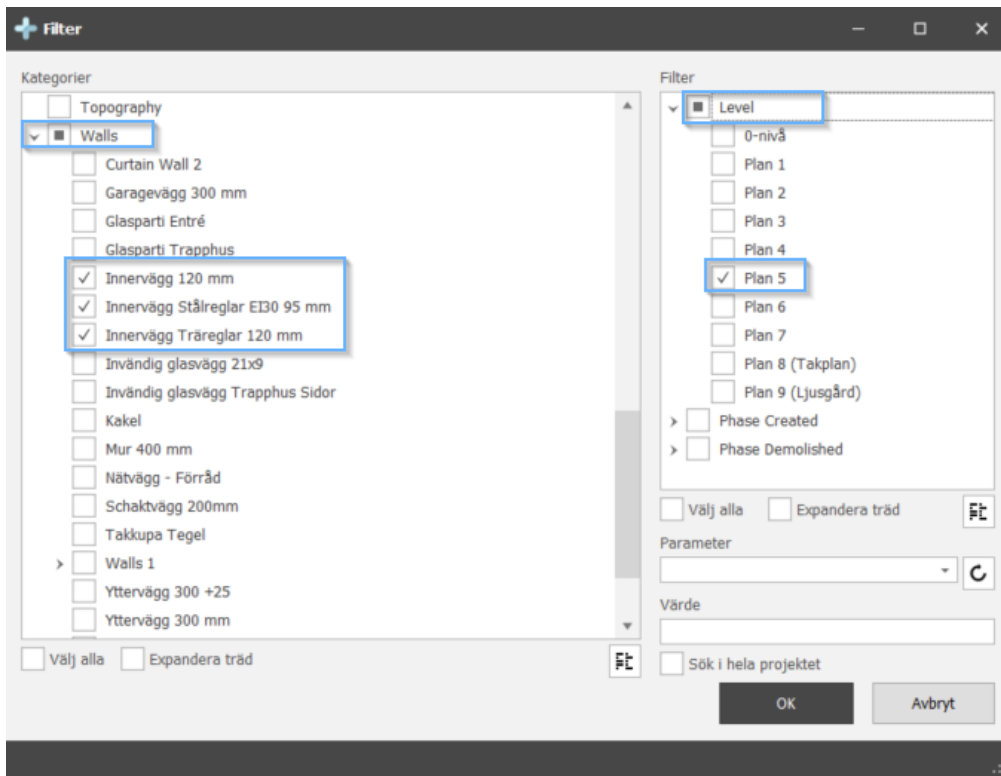 Filter
Kategorier
Topography
Walls
Curtain Wall 2
Garagevägg 300 mm
Glasparti Entré
Glasparti Trapphus
Innervägg 120 mm
Innervägg Stålreglar EI30 95 mm
Innervägg Träreglar 120 mm
Invändig glasvägg 21x9
Invändig glasvägg Trapphus Sidor
Kakel
Mur 400 mm
Nätvägg - Förråd
Schaktvägg 200mm
Takkupa Tegel
Walls 1
Yttervägg 300 +25
Yttervägg 300 mm
Välj alla
Expandera träd
Filter
Level
0-nivå
Plan 1
Plan 2
Plan 3
Plan 4
Plan 5
Plan 6
Plan 7
Plan 8 (Takplan)
Plan 9 (Ljusgård)
Phase Created
Phase Demolished
Välj alla
Expandera träd
Parameter
Värde
Sök i hela projektet
OK
Avbryt